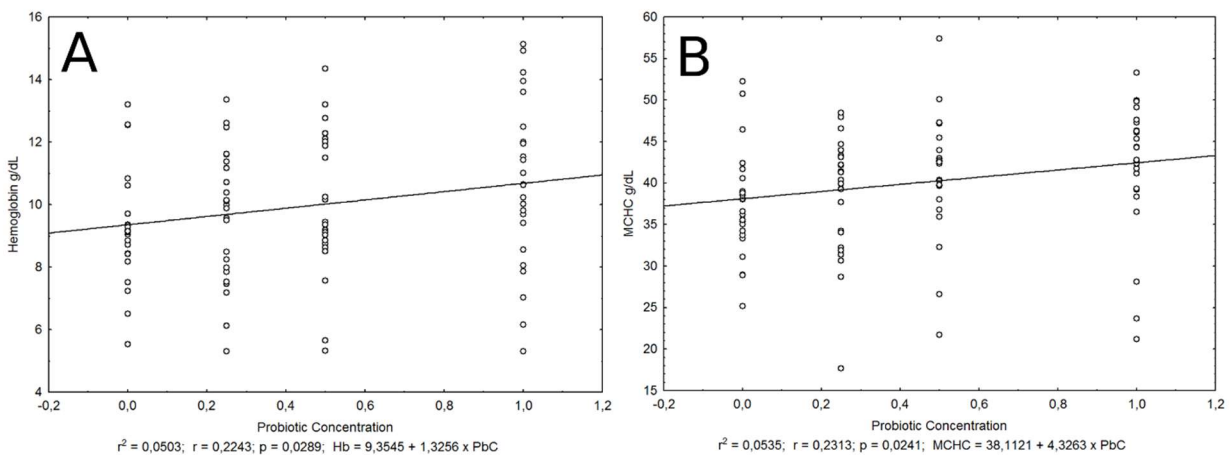 A
Hemoglobin g/dL
16
14
12
10
8
6
4
-0,2 0,0 0,2 0,4 0,6 0,8 1,0 1,2
Probiotic Concentration
r² = 0,0503; r = 0,2243; p = 0,0289; Hb = 9,3545 + 1,3256 x PbC
B
MCHC g/dL
60
55
50
45
40
35
30
25
20
15
-0,2 0,0 0,2 0,4 0,6 0,8 1,0 1,2
Probiotic Concentration
r² = 0,0535; r = 0,2313; p = 0,0241; MCHC = 38,1121 + 4,3263 x PbC